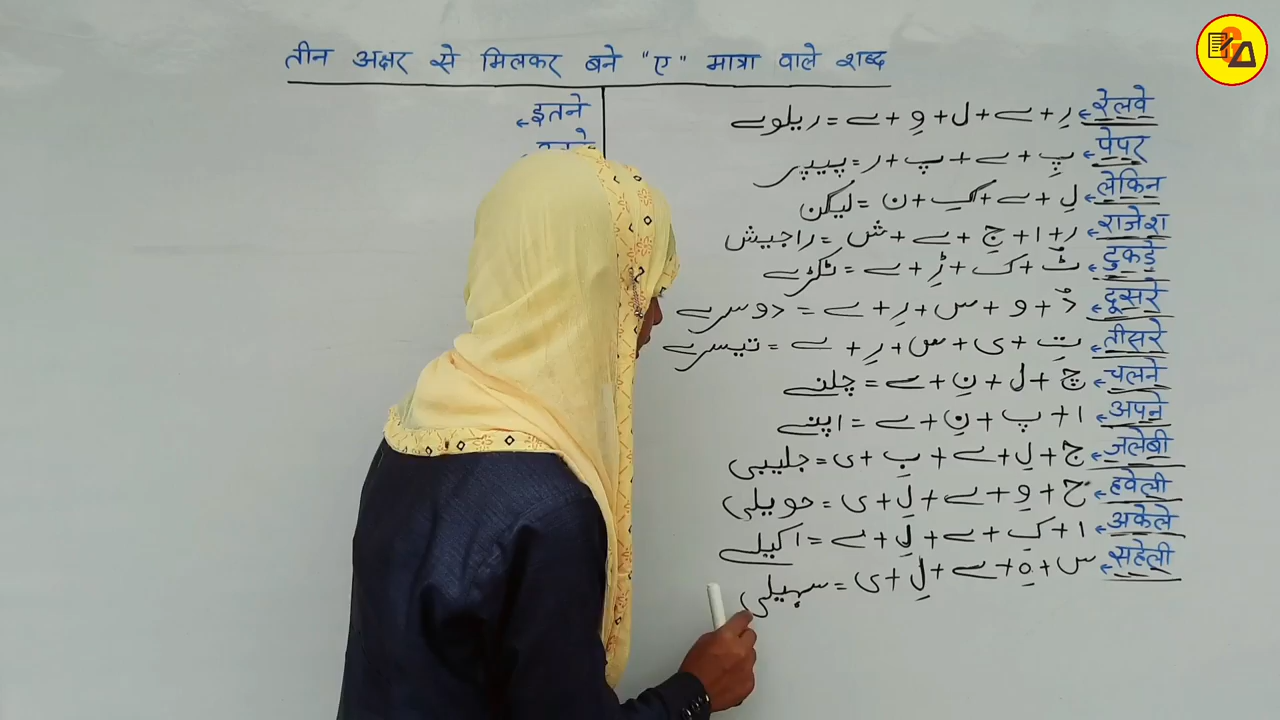 तीन अक्षर से मिलकर बने "ए" मात्रा वाले शब्द
इतने
रेलवे رِ + ے + ل + وِ + ے = ریلوے
पेपर پِ + ے + پ + ر = پیپر
लेकिन لِ + ے + کِ + ن = لیکن
राजेश ر + ا + جِ + ے + ش = راجیش
टुकड़े ٹُ + ک + ڑِ + ے = ٹکڑے
दूसरे دُ + و + س + رِ + ے = دوسرے
तीसरे تِ + ی + س + رِ + ے = تیسرے
चलने چ + ل + نِ + ے = چلنے
अपने ا + پ + نِ + ے = اپنے
जलेबी ج + لِ + ے + بِ + ی = جلیبی
हवेली ح + وِ + ے + لِ + ی = حویلی
अकेले ا + کِ + ے + لِ + ے = اکیلے
सहेली س + ہِ + ے + لِ + ی = سہیلی